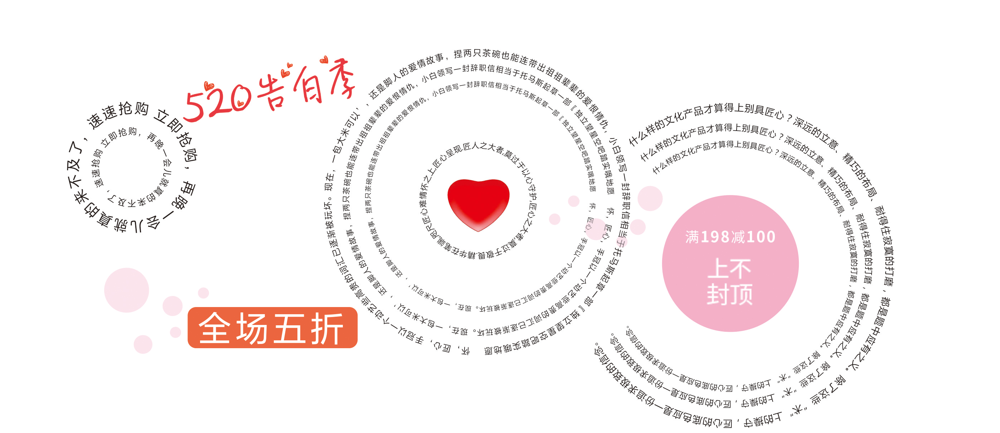 520告白季
速速抢购 立即抢购，再晚一会儿就真的来不及了，
速速抢购 立即抢购，再晚一会儿就真的来不及了，
全场五折
怀，匠心，手冠以一个动艺些高贵的词汇已逐渐被玩坏。现在，一包大米可以’，还是脚人的爱情故事，捏两只茶碗也能连带出祖祖辈辈的爱恨情仇，小白领写一封辞职信相当于托马斯起草一部《独立望星空吧踏实哦地愿
怀，匠心，手冠以一个动艺些高贵的词汇已逐渐被玩坏。现在，一包大米可以’，还是脚人的爱情故事，捏两只茶碗也能连带出祖祖辈辈的爱恨情仇，小白领写一封辞职信相当于托马斯起草一部《独立望星空吧踏实哦地愿
怀，匠心，手冠以一个动艺些高贵的词汇已逐渐被玩坏。现在，一包大米可以’，还是脚人的爱情故事，捏两只茶碗也能连带出祖祖辈辈的爱恨情仇，小白领写一封辞职信相当于托马斯起草一部《独立望星空吧踏实哦地愿
匠心呈现.匠人之大者,莫过于以心守护,匠心之大者,莫过于敬畏.精华在笔端,咫尺匠心难情怀之上,
什么样的文化产品才算得上别具匠心？深远的立意、精巧的布局、耐得住寂寞的打磨，都是题中应有之义。除了这些“术”上的操守，匠心的底色应是一份追求极致的信念。
什么样的文化产品才算得上别具匠心？深远的立意、精巧的布局、耐得住寂寞的打磨，都是题中应有之义。除了这些“术”上的操守，匠心的底色应是一份追求极致的信念。
什么样的文化产品才算得上别具匠心？深远的立意、精巧的布局、耐得住寂寞的打磨，都是题中应有之义。除了这些“术”上的操守，匠心的底色应是一份追求极致的信念。
满198减100
上不
封顶